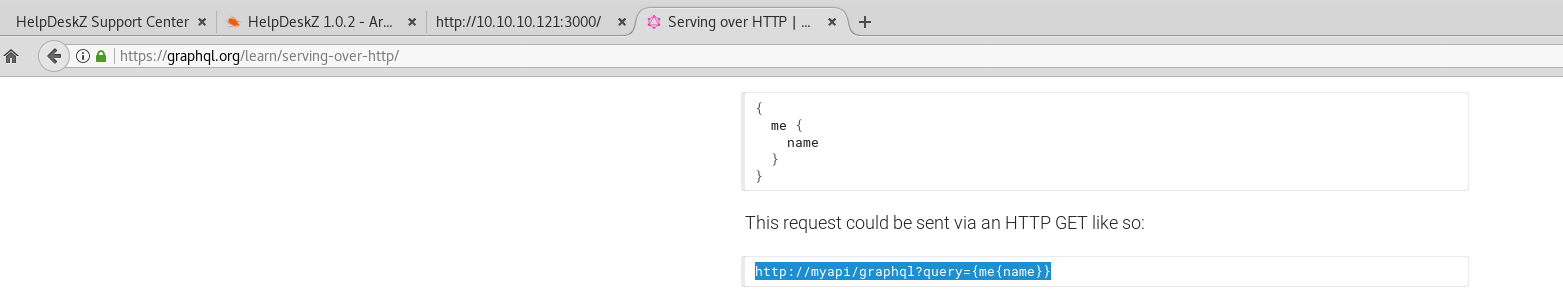 HelpDeskZ Support Center × HelpDeskZ 1.0.2 - Ar... × http://10.10.10.121:3000/ × Serving over HTTP | ... × +
https://graphql.org/learn/serving-over-http/
{
me {
name
}
}
This request could be sent via an HTTP GET like so:
http://myapi/graphql?query={me{name}}